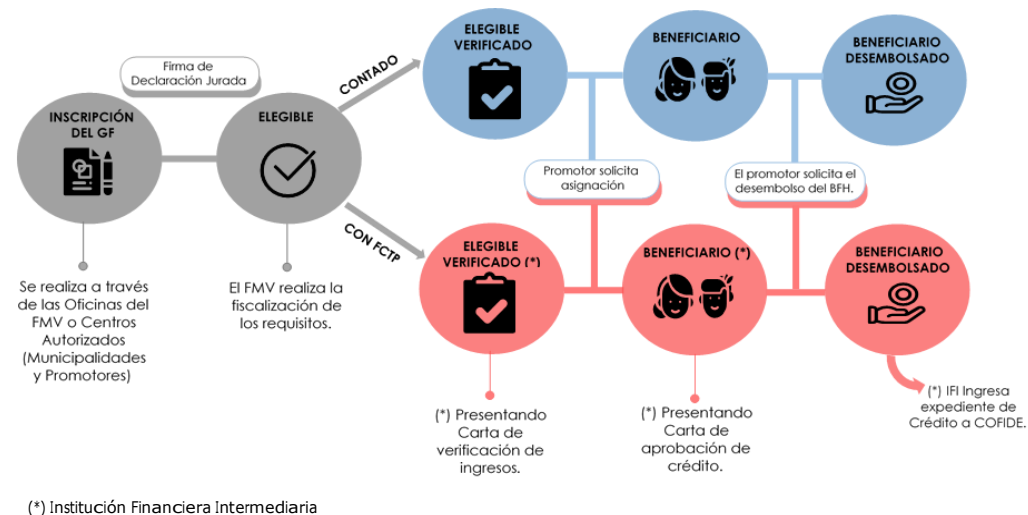 Firma de
Declaración Jurada
INSCRIPCIÓN
DEL GF
ELEGIBLE
CONTADO
CON FCTP
ELEGIBLE
VERIFICADO
BENEFICIARIO
BENEFICIARIO
DESEMBOLSADO
Promotor solicita
asignación
El promotor solicita el
desembolso del BFH.
ELEGIBLE
VERIFICADO (*)
BENEFICIARIO (*)
BENEFICIARIO
DESEMBOLSADO
Se realiza a través
de las Oficinas del
FMV o Centros
Autorizados
(Municipalidades
y Promotores)
El FMV realiza la
fiscalización de
los requisitos.
(*) Presentando
Carta de
verificación de
ingresos.
(*) Presentando
Carta de
aprobación de
crédito.
(*) IFI Ingresa
expediente de
Crédito a COFIDE.
(*) Institución Financiera Intermediaria